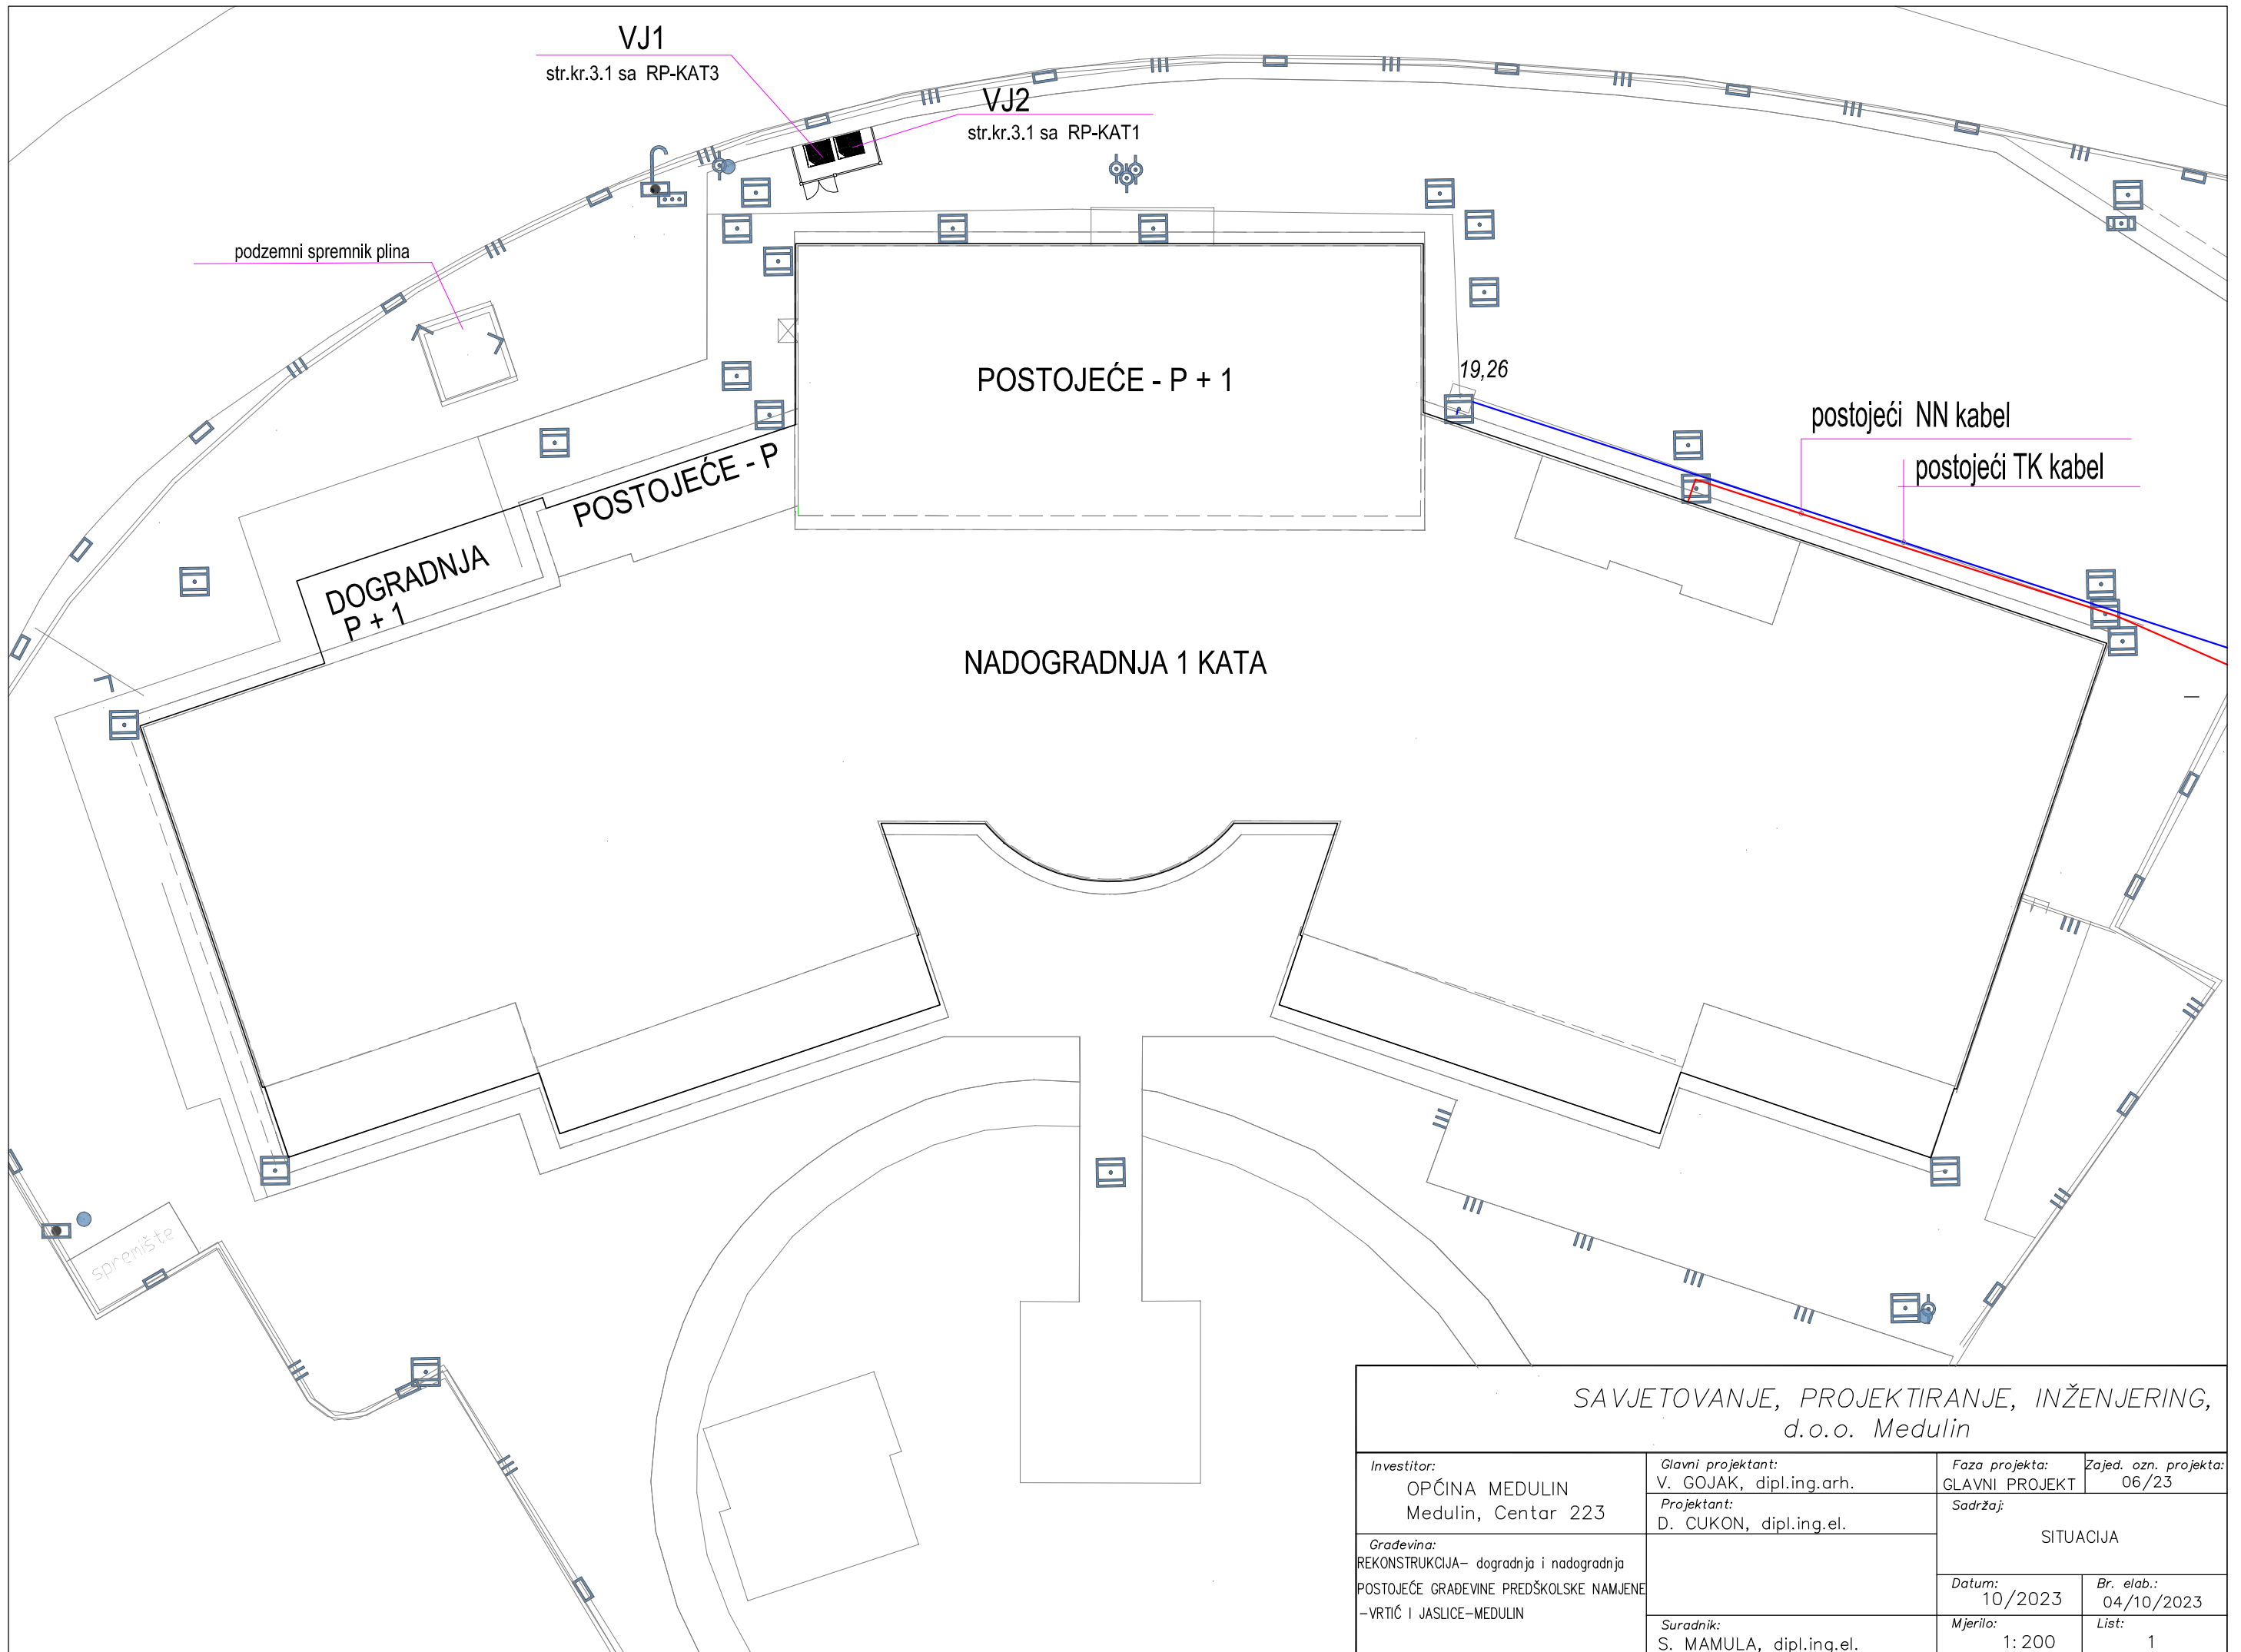 VJ1
str.kr.3.1 sa RP-KAT3
VJ2
str.kr.3.1 sa RP-KAT1
podzemni spremnik plina
POSTOJEĆE - P + 1
19,26
postojeći NN kabel
postojeći TK kabel
POSTOJEĆE - P
DOGRADNJA
P + 1
NADOGRADNJA 1 KATA
spremište
SAVJETOVANJE, PROJEKTIRANJE, INŽENJERING,
d.o.o. Medulin
Investitor:
OPĆINA MEDULIN
Medulin, Centar 223
Glavni projektant:
V. GOJAK, dipl.ing.arh.
Projektant:
D. CUKON, dipl.ing.el.
Faza projekta:
GLAVNI PROJEKT
Zajed. ozn. projekta:
06/23
Sadržaj:
SITUACIJA
Građevina:
REKONSTRUKCIJA- dogradnja i nadogradnja
POSTOJEĆE GRAĐEVINE PREDŠKOLSKE NAMJENE
-VRTIĆ I JASLICE-MEDULIN
Datum:
10/2023
Br. elab.:
04/10/2023
Suradnik:
S. MAMULA, dipl.ing.el.
Mjerilo:
1:200
List:
1